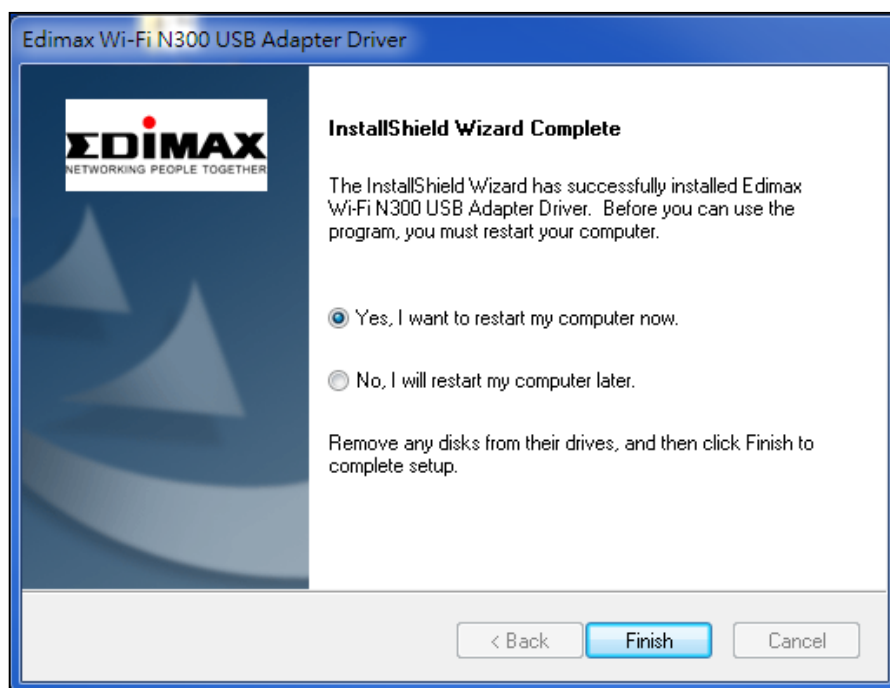 Edimax Wi-Fi N300 USB Adapter Driver
EDiMAX
NETWORKING PEOPLE TOGETHER
InstallShield Wizard Complete
The InstallShield Wizard has successfully installed Edimax
Wi-Fi N300 USB Adapter Driver.  Before you can use the
program, you must restart your computer.
Yes, I want to restart my computer now.
No, I will restart my computer later.
Remove any disks from their drives, and then click Finish to
complete setup.
< Back
Finish
Cancel